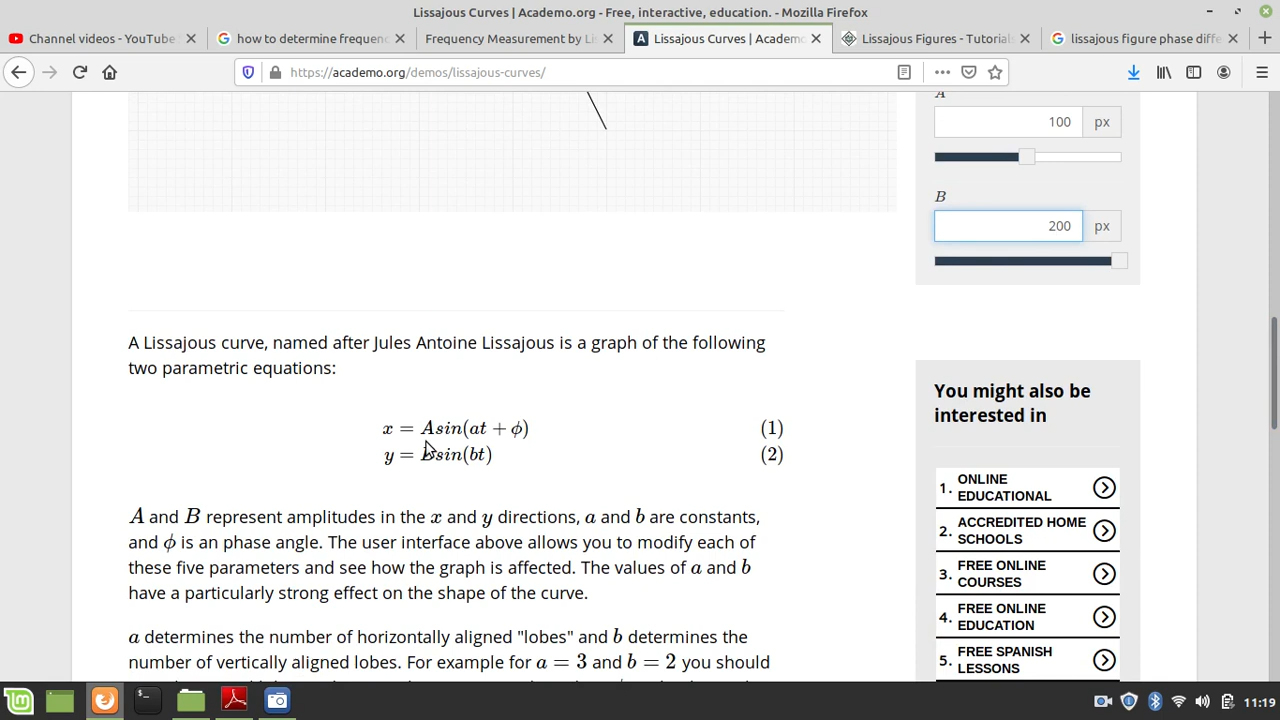 Lissajous Curves | Academo.org - Free, interactive, education. - Mozilla Firefox
Channel videos - YouTube
how to determine frequenc
Frequency Measurement by Lis
Lissajous Curves | Academo
Lissajous Figures - Tutorials
lissajous figure phase diffe
https://academo.org/demos/lissajous-curves/
A
100 px
B
200 px
A Lissajous curve, named after Jules Antoine Lissajous is a graph of the following
two parametric equations:
x = Asin(at + ϕ) (1)
y = Bsin(bt) (2)
A and B represent amplitudes in the x and y directions, a and b are constants,
and ϕ is an phase angle. The user interface above allows you to modify each of
these five parameters and see how the graph is affected. The values of a and b
have a particularly strong effect on the shape of the curve.
a determines the number of horizontally aligned "lobes" and b determines the
number of vertically aligned lobes. For example for a = 3 and b = 2 you should
You might also be
interested in
1. ONLINE
EDUCATIONAL
2. ACCREDITED HOME
SCHOOLS
3. FREE ONLINE
COURSES
4. FREE ONLINE
EDUCATION
5. FREE SPANISH
LESSONS
11:19